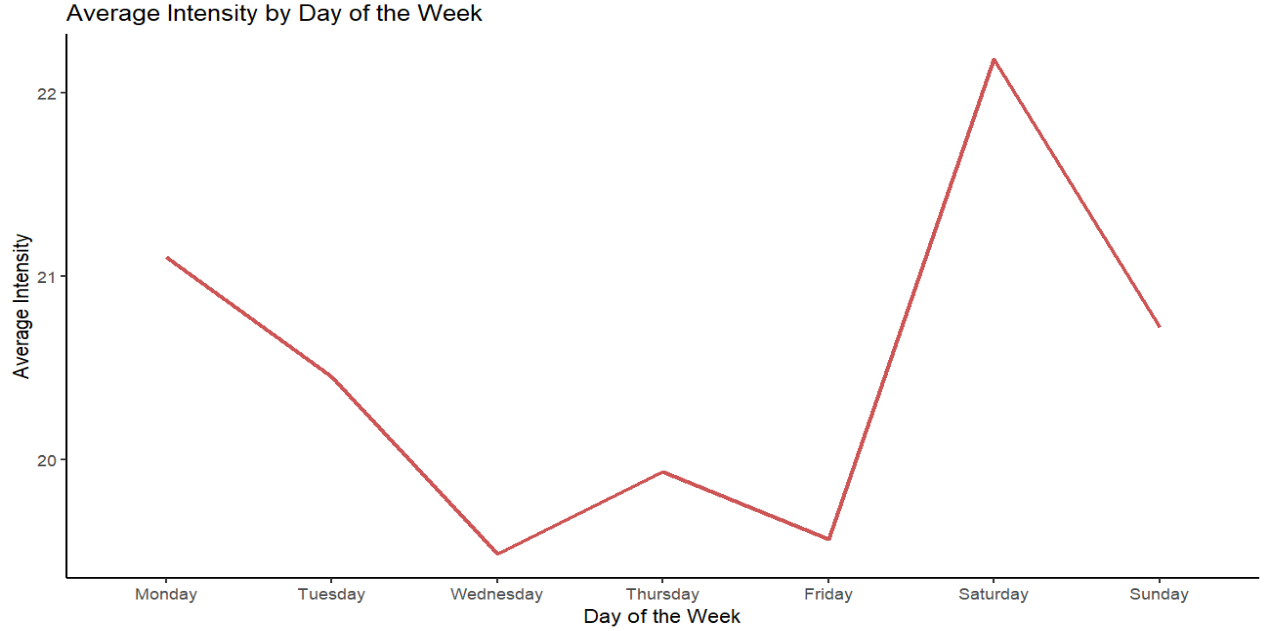 Average Intensity by Day of the Week
22
21
20
Average Intensity
Monday Tuesday Wednesday Thursday Friday Saturday Sunday
Day of the Week